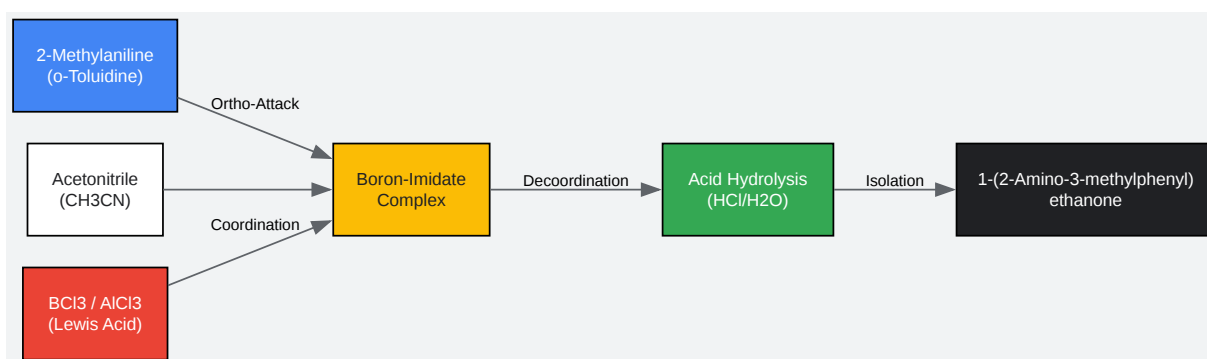 2-Methylaniline
(o-Toluidine)
Ortho-Attack
Acetonitrile
(CH3CN)
Coordination
BCl3 / AlCl3
(Lewis Acid)
Boron-Imidate
Complex
Decoordination
Acid Hydrolysis
(HCl/H2O)
Isolation
1-(2-Amino-3-methylphenyl)
ethanone